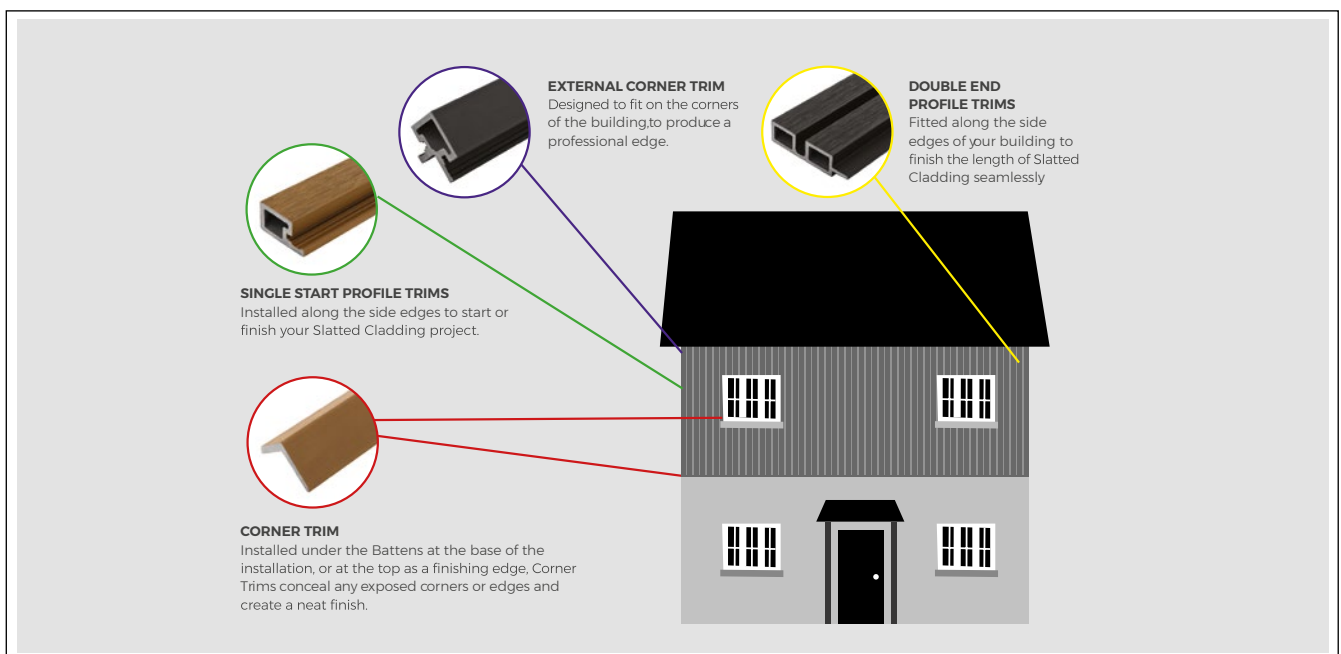 EXTERNAL CORNER TRIM
Designed to fit on the corners
of the building,to produce a
professional edge.
DOUBLE END
PROFILE TRIMS
Fitted along the side
edges of your building to
finish the length of Slatted
Cladding seamlessly
SINGLE START PROFILE TRIMS
Installed along the side edges to start or
finish your Slatted Cladding project.
CORNER TRIM
Installed under the Battens at the base of the
installation, or at the top as a finishing edge, Corner
Trims conceal any exposed corners or edges and
create a neat finish.